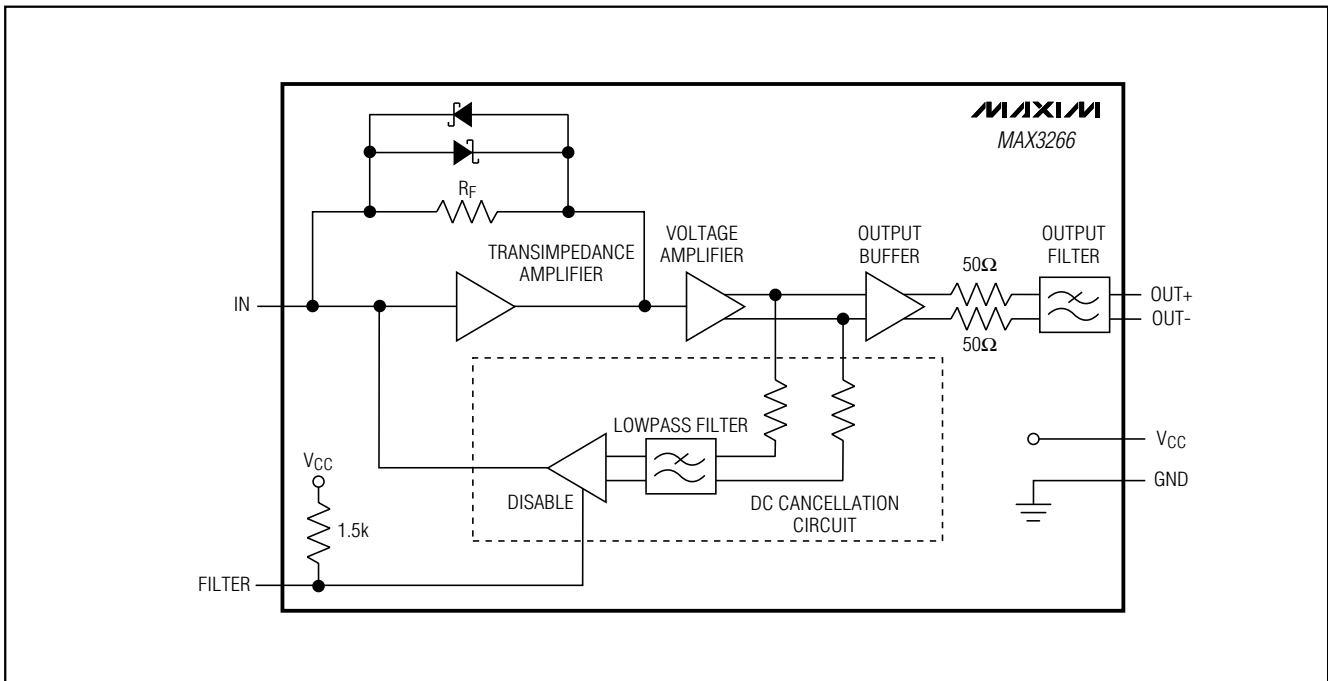 MAXIM
MAX3266
RF
TRANSIMPEDANCE
AMPLIFIER
VOLTAGE
AMPLIFIER
OUTPUT
BUFFER
50Ω
50Ω
OUTPUT
FILTER
IN
OUT+
OUT-
LOWPASS FILTER
DISABLE
DC CANCELLATION
CIRCUIT
VCC
1.5k
FILTER
VCC
GND